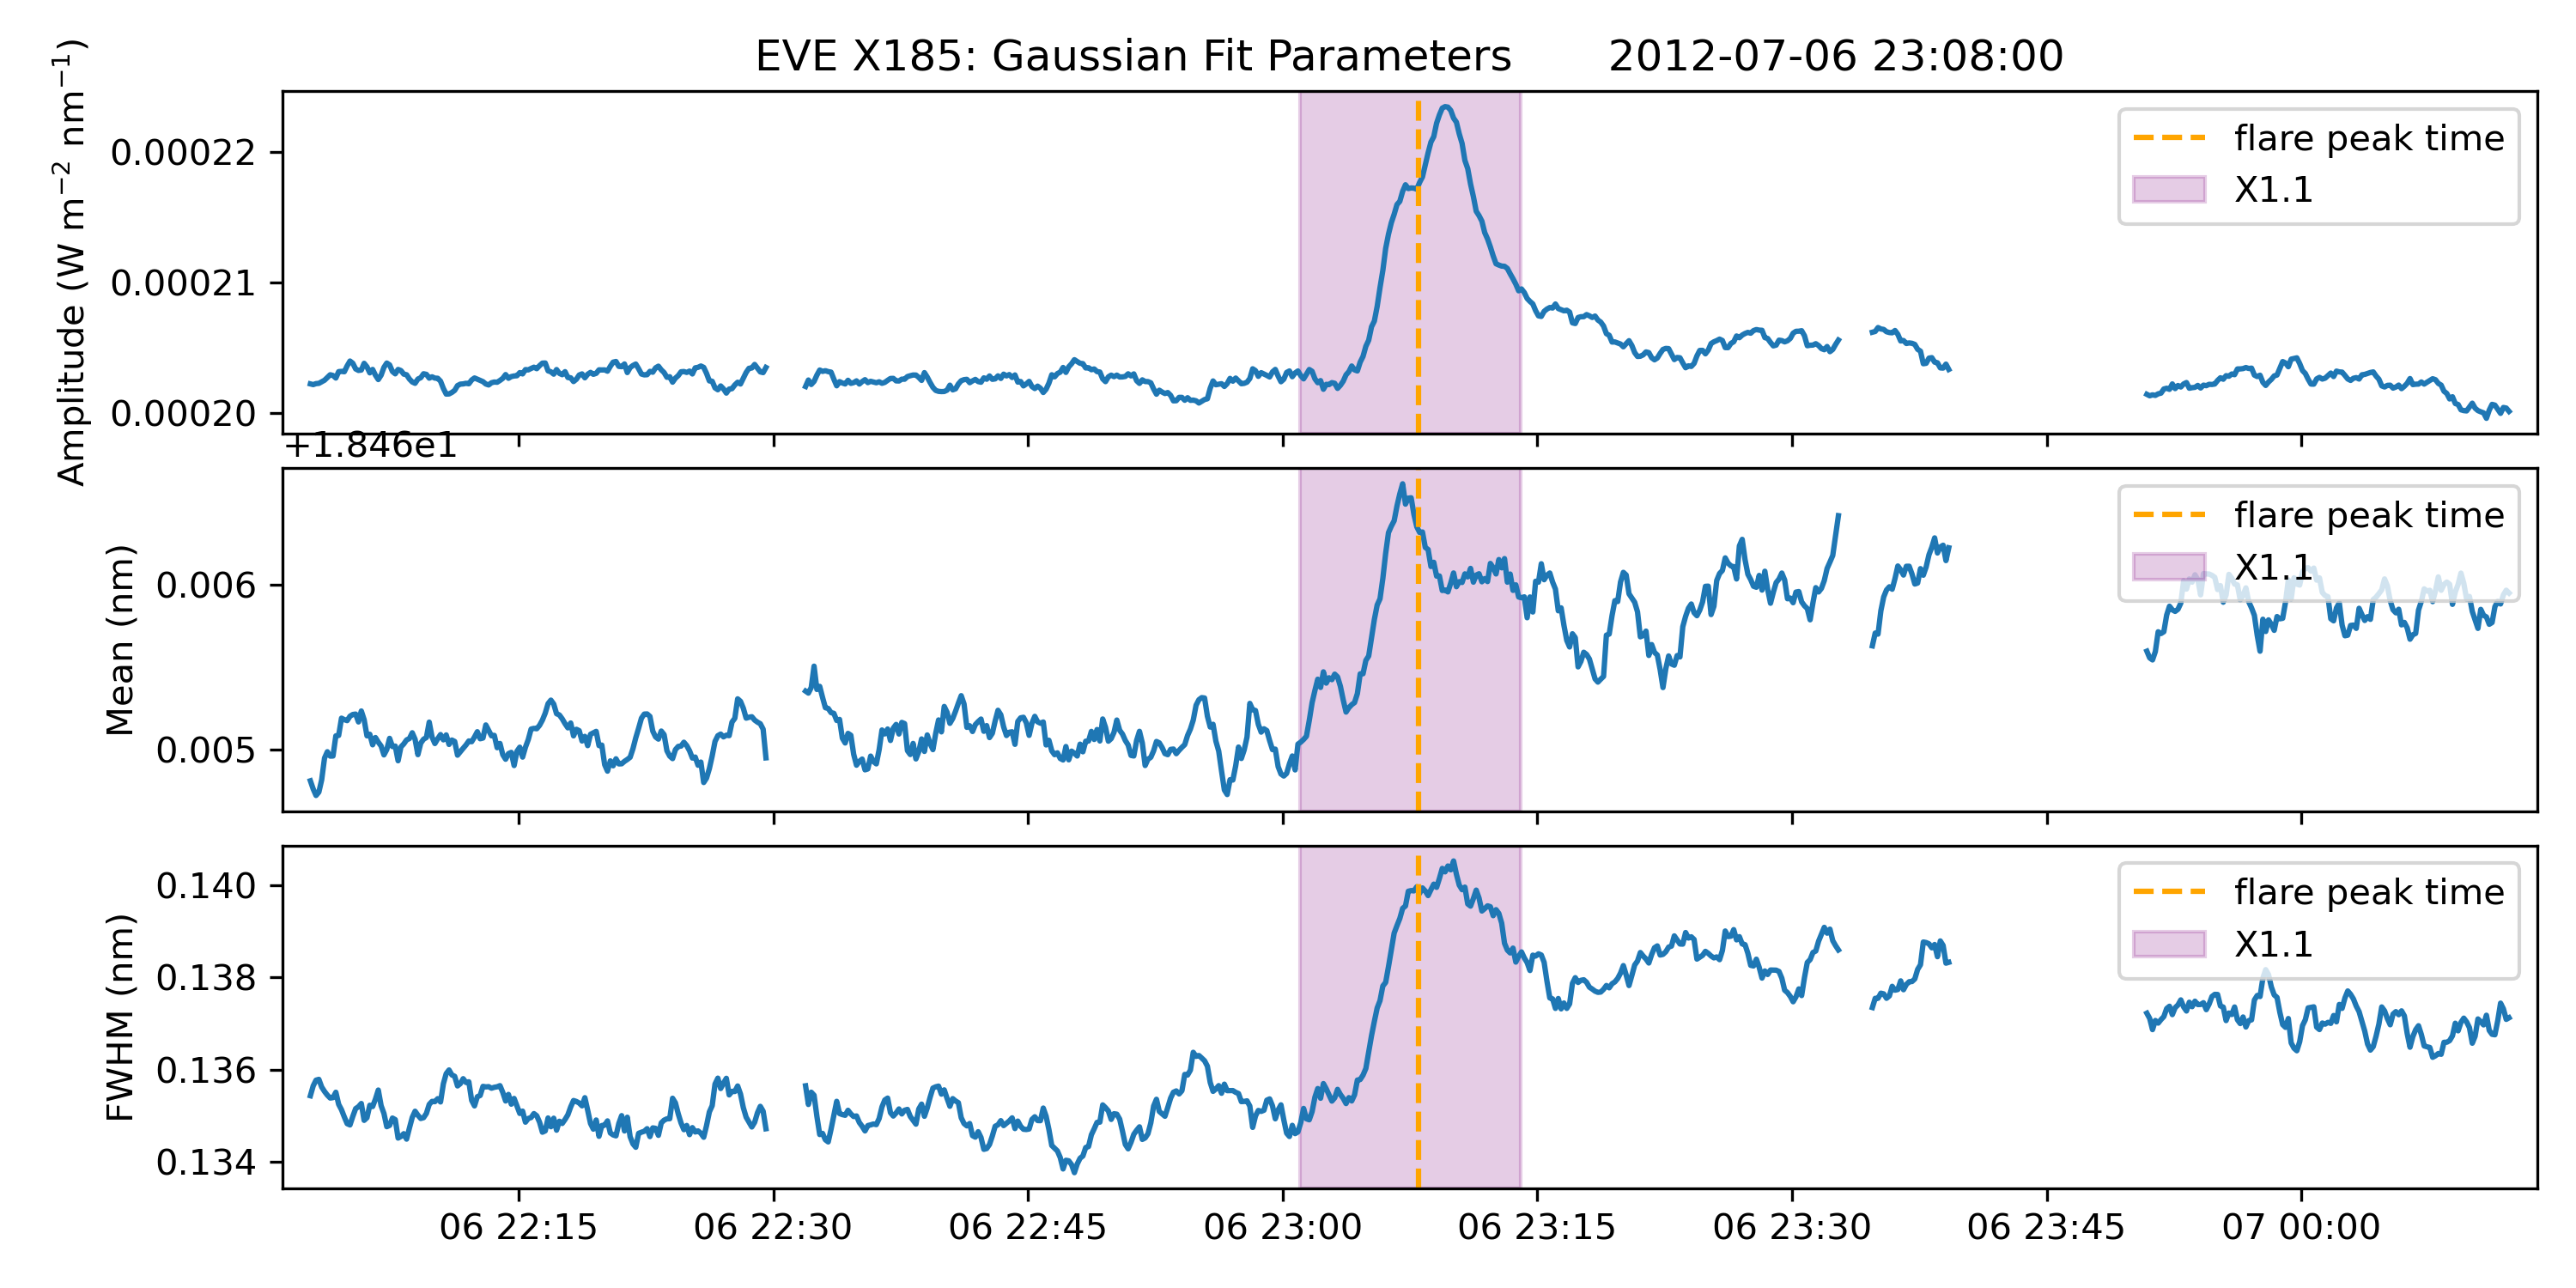 EVE X185: Gaussian Fit Parameters 2012-07-06 23:08:00
Amplitude (W m⁻² nm⁻¹)
0.00022
0.00021
0.00020
flare peak time
X1.1
+1.846e1
Mean (nm)
0.006
0.005
flare peak time
X1.1
FWHM (nm)
0.140
0.138
0.136
0.134
flare peak time
X1.1
06 22:15 06 22:30 06 22:45 06 23:00 06 23:15 06 23:30 06 23:45 07 00:00